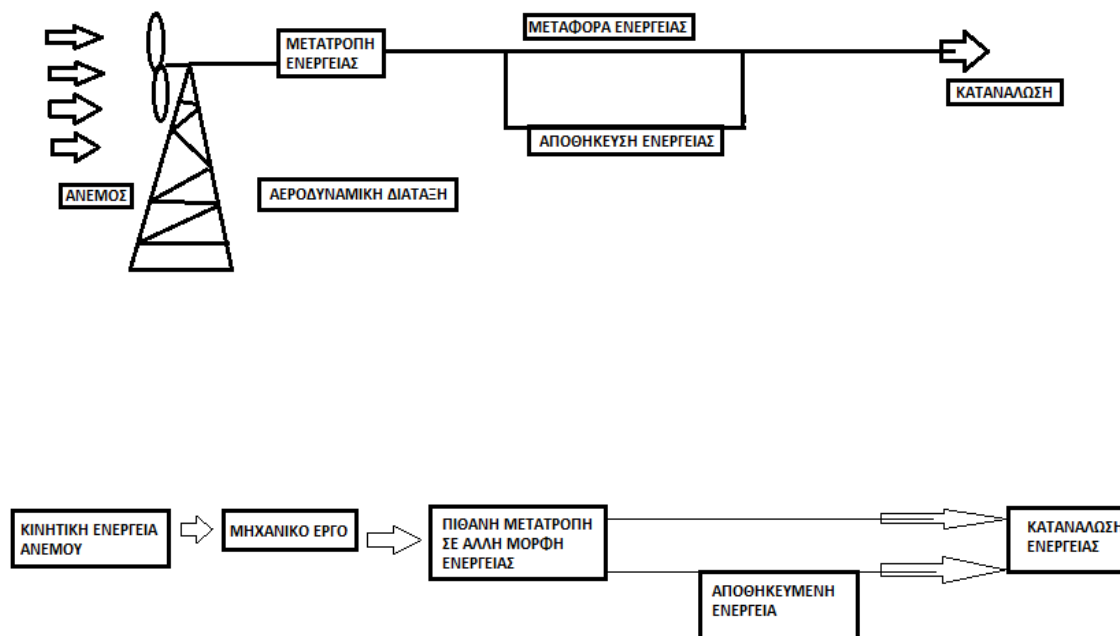 ΜΕΤΑΦΟΡΑ ΕΝΕΡΓΕΙΑΣ
ΜΕΤΑΤΡΟΠΗ
ΕΝΕΡΓΕΙΑΣ
ΚΑΤΑΝΑΛΩΣΗ
ΑΠΟΘΗΚΕΥΣΗ ΕΝΕΡΓΕΙΑΣ
ΑΝΕΜΟΣ
ΑΕΡΟΔΥΝΑΜΙΚΗ ΔΙΑΤΑΞΗ
ΚΙΝΗΤΙΚΗ ΕΝΕΡΓΕΙΑ
ΑΝΕΜΟΥ
ΜΗΧΑΝΙΚΟ ΕΡΓΟ
ΠΙΘΑΝΗ ΜΕΤΑΤΡΟΠΗ
ΣΕ ΑΛΛΗ ΜΟΡΦΗ
ΕΝΕΡΓΕΙΑΣ
ΚΑΤΑΝΑΛΩΣΗ
ΕΝΕΡΓΕΙΑΣ
ΑΠΟΘΗΚΕΥΜΕΝΗ
ΕΝΕΡΓΕΙΑ